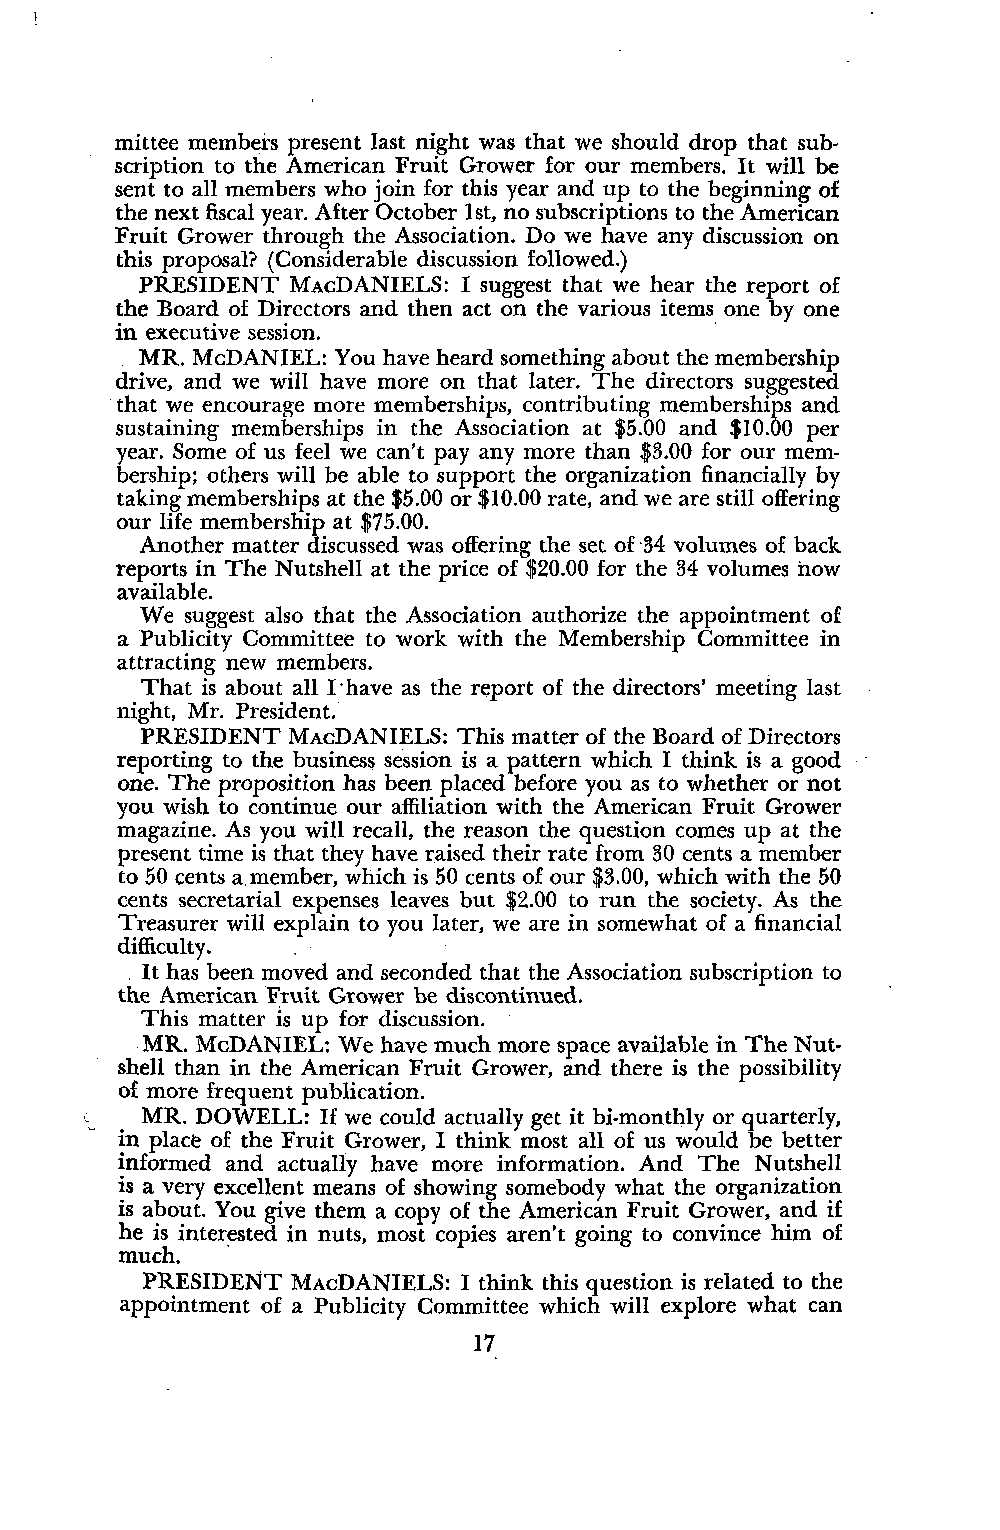 mittee members present last night was that we should drop that sub-
scription to the American Fruit Grower for our members. It will be
sent to all members who join for this year and up to the beginning of
the next fiscal year. After October 1st, no subscriptions to the American
Fruit Grower through the Association. Do we have any discussion on
this proposal? (Considerable discussion followed.)
PRESIDENT MACDANIELS: I suggest that we hear the report of
the Board of Directors and then act on the various items one by one
in executive session.
MR. MCDANIEL: You have heard something about the membership
drive, and we will have more on that later. The directors suggested
that we encourage more memberships, contributing memberships and
sustaining memberships in the Association at $5.00 and $10.00 per
year. Some of us feel we can't pay any more than $3.00 for our mem-
bership; others will be able to support the organization financially by
taking memberships at the $5.00 or $10.00 rate, and we are still offering
our life membership at $75.00.
Another matter discussed was offering the set of 34 volumes of back
reports in The Nutshell at the price of $20.00 for the 34 volumes now
available.
We suggest also that the Association authorize the appointment of
a Publicity Committee to work with the Membership Committee in
attracting new members.
That is about all I have as the report of the directors' meeting last
night, Mr. President.
PRESIDENT MACDANIELS: This matter of the Board of Directors
reporting to the business session is a pattern which I think is a good
one. The proposition has been placed before you as to whether or not
you wish to continue our affiliation with the American Fruit Grower
magazine. As you will recall, the reason the question comes up at the
present time is that they have raised their rate from 30 cents a member
to 50 cents a member, which is 50 cents of our $3.00, which with the 50
cents secretarial expenses leaves but $2.00 to run the society. As the
Treasurer will explain to you later, we are in somewhat of a financial
difficulty.
It has been moved and seconded that the Association subscription to
the American Fruit Grower be discontinued.
This matter is up for discussion.
MR. MCDANIEL: We have much more space available in The Nut-
shell than in the American Fruit Grower, and there is the possibility
of more frequent publication.
MR. DOWELL: If we could actually get it bi-monthly or quarterly,
in place of the Fruit Grower, I think most all of us would be better
informed and actually have more information. And The Nutshell
is a very excellent means of showing somebody what the organization
is about. You give them a copy of the American Fruit Grower, and if
he is interested in nuts, most copies aren't going to convince him of
much.
PRESIDENT MACDANIELS: I think this question is related to the
appointment of a Publicity Committee which will explore what can
17